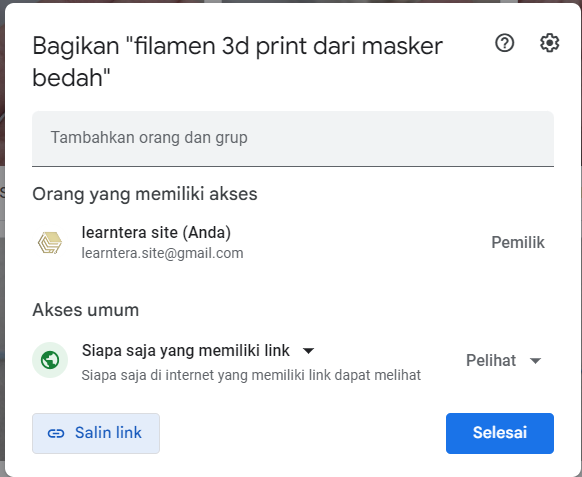 Bagikan "filamen 3d print dari masker
bedah"
Tambahkan orang dan grup
Orang yang memiliki akses
learntera site (Anda)
learntera.site@gmail.com
Pemilik
Akses umum
Siapa saja yang memiliki link
Siapa saja di internet yang memiliki link dapat melihat
Pelihat
Salin link
Selesai